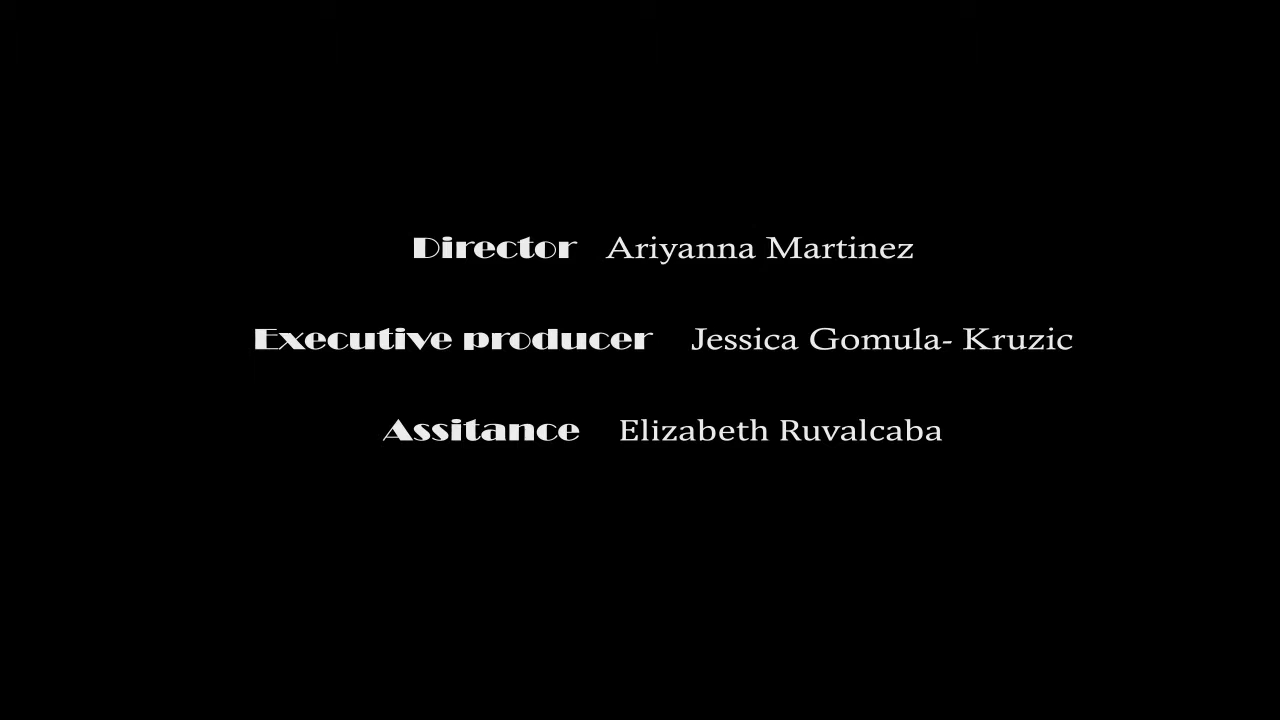 Director Ariyanna Martinez
Executive producer Jessica Gomula- Kruzic
Assitance Elizabeth Ruvalcaba